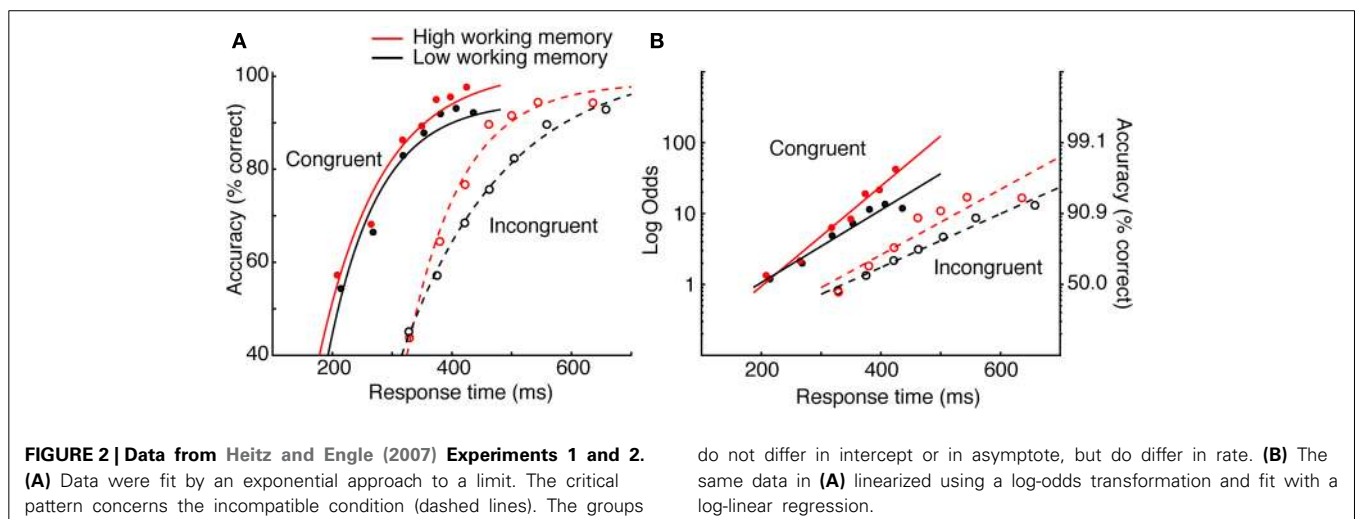 A
High working memory
Low working memory
B
100
80
60
40
Accuracy (% correct)
Congruent
Incongruent
200
400
600
Response time (ms)
100
10
1
Log Odds
Congruent
Incongruent
99.1
90.9
50.0
Accuracy (% correct)
200
400
600
Response time (ms)
FIGURE 2 | Data from Heitz and Engle (2007) Experiments 1 and 2.
(A) Data were fit by an exponential approach to a limit. The critical
pattern concerns the incompatible condition (dashed lines). The groups
do not differ in intercept or in asymptote, but do differ in rate. (B) The
same data in (A) linearized using a log-odds transformation and fit with a
log-linear regression.